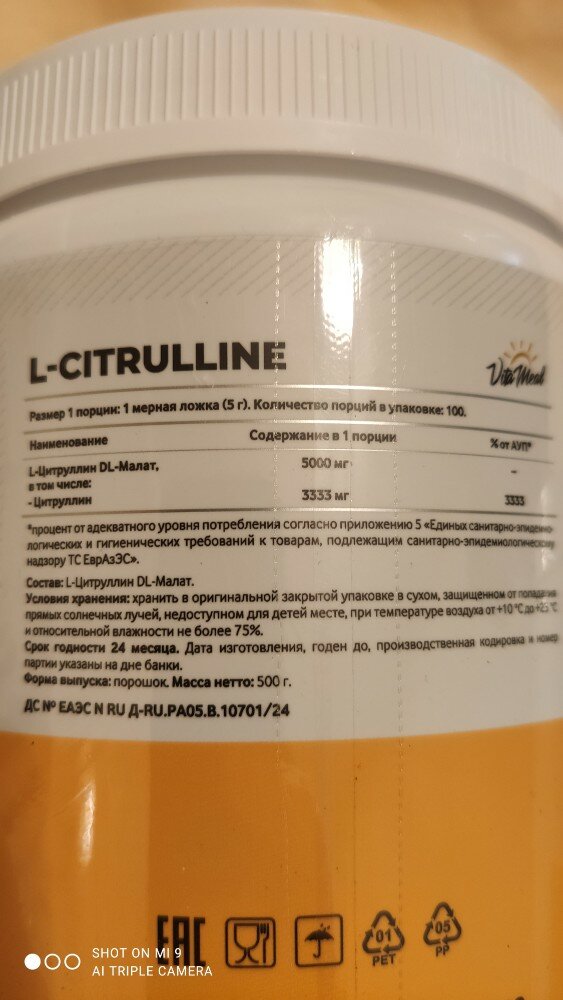 L-CITRULLINE
Vita Meal
Размер 1 порции: 1 мерная ложка (5 г). Количество порций в упаковке: 100.
Наименование Содержание в 1 порции % от АУП*
L-Цитруллин DL-Малат, 5000 мг –
в том числе:
- Цитруллин 3333 мг 3333
*процент от адекватного уровня потребления согласно приложению 5 «Единых санитарно-эпидемио-
логических и гигиенических требований к товарам, подлежащим санитарно-эпидемиологическому
надзору ТС ЕврАзЭС».
Состав: L-Цитруллин DL-Малат.
Условия хранения: хранить в оригинальной закрытой упаковке в сухом, защищенном от попадания
прямых солнечных лучей, недоступном для детей месте, при температуре воздуха от +10 °С до +25 °С
и относительной влажности не более 75%.
Срок годности 24 месяца. Дата изготовления, годен до, производственная кодировка и номер
партии указаны на дне банки.
Форма выпуска: порошок. Масса нетто: 500 г.
ДС № ЕАЭС N RU Д-RU.РА05.В.10701/24
EAC
01
PET
05
PP
SHOT ON MI 9
AI TRIPLE CAMERA